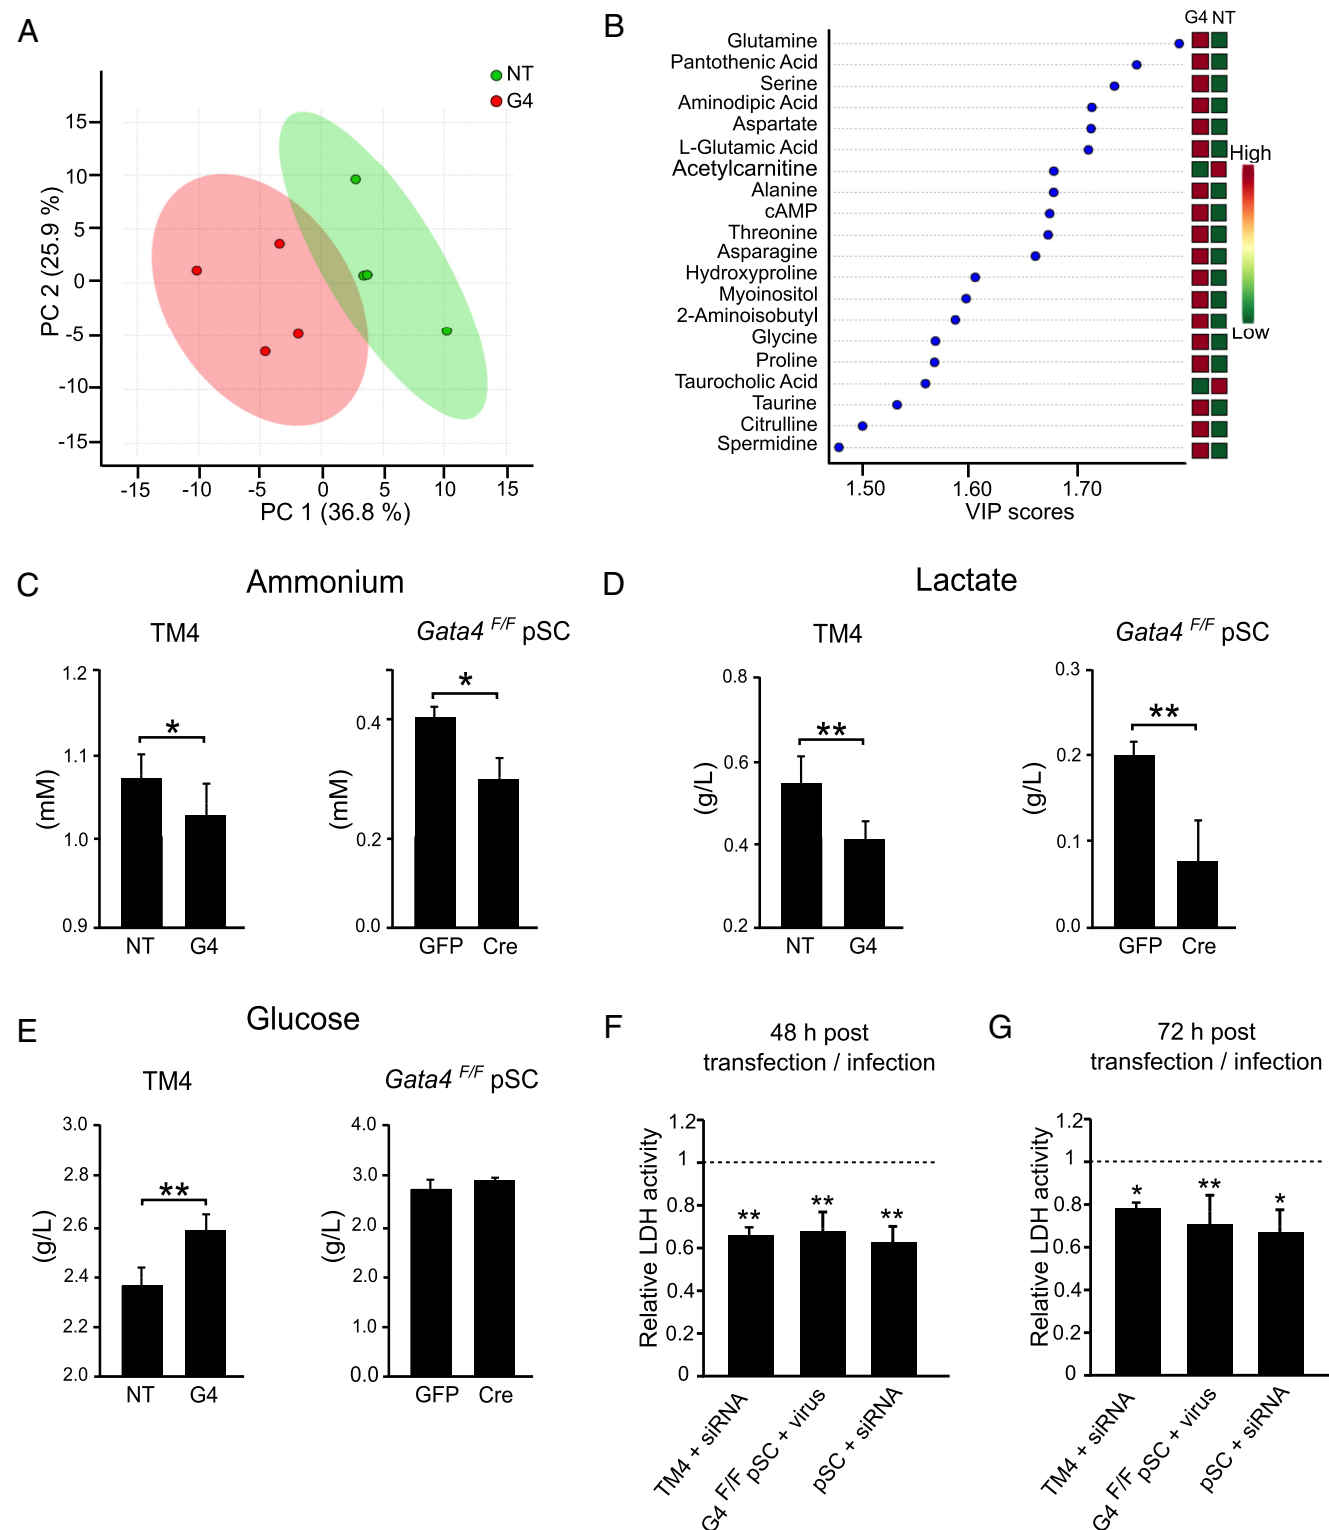 A
NT
G4
15
10
5
0
-5
-10
-15
PC 2 (25.9 %)
-15
-10
-5
0
5
10
15
PC 1 (36.8 %)
B
G4 NT
Glutamine
Pantothenic Acid
Serine
Aminodipic Acid
Aspartate
L-Glutamic Acid
Acetylcarnitine
Alanine
cAMP
Threonine
Asparagine
Hydroxyproline
Myoinositol
2-Aminoisobutyl
Glycine
Proline
Taurocholic Acid
Taurine
Citrulline
Spermidine
High
Low
1.50
1.60
1.70
VIP scores
C
Ammonium
TM4
1.2
1.1
1.0
0.9
(mM)
*
NT
G4
Gata4 F/F pSC
0.4
0.2
0.0
(mM)
*
GFP
Cre
D
Lactate
TM4
0.8
0.6
0.4
0.2
(g/L)
**
NT
G4
Gata4 F/F pSC
0.3
0.2
0.1
0.0
(g/L)
**
GFP
Cre
E
Glucose
TM4
3.0
2.8
2.6
2.4
2.2
2.0
(g/L)
**
NT
G4
Gata4 F/F pSC
4.0
3.0
2.0
2.0
1.0
0.0
(g/L)
GFP
Cre
F
48 h post
transfection / infection
1.2
1
0.8
0.6
0.4
0.2
0
Relative LDH activity
**
**
**
TM4 + siRNA
G4 F/F pSC + virus
pSC + siRNA
G
72 h post
transfection / infection
1.2
1
0.8
0.6
0.4
0.2
0
Relative LDH activity
*
**
*
TM4 + siRNA
G4 F/F pSC + virus
pSC + siRNA